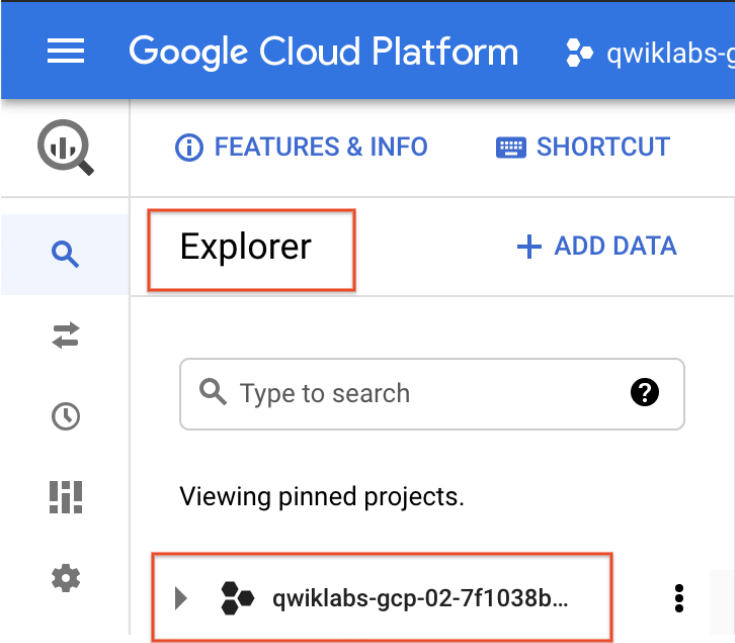 Google Cloud Platform qwiklabs-g
FEATURES & INFO SHORTCUT
Explorer + ADD DATA
Type to search ?
Viewing pinned projects.
qwiklabs-gcp-02-7f1038b...